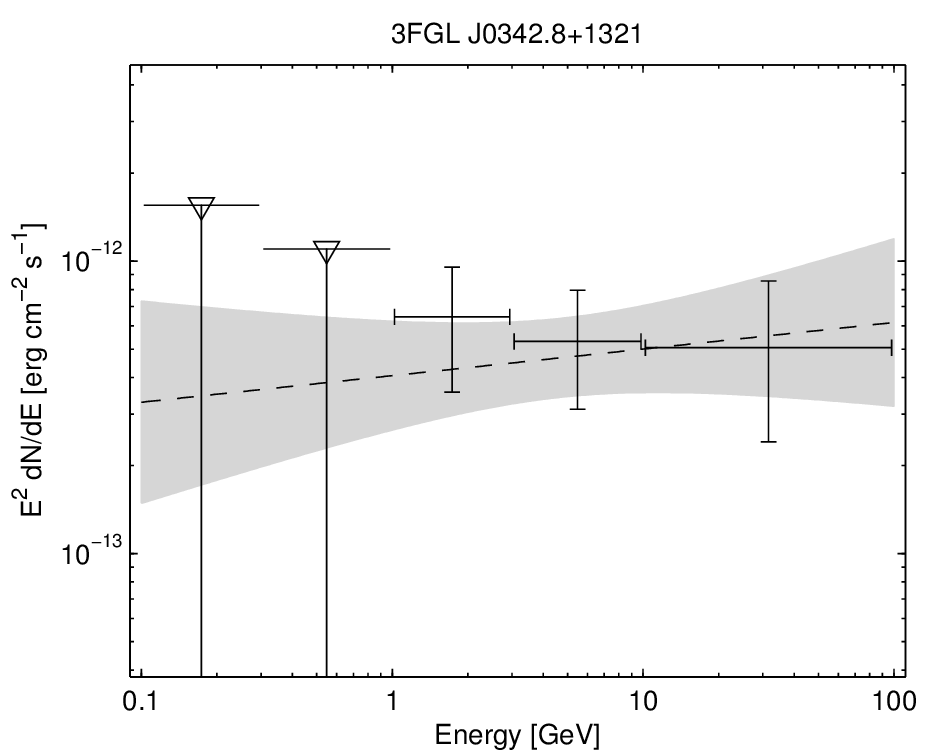 3FGL J0342.8+1321
E² dN/dE [erg cm⁻² s⁻¹]
10⁻¹²
10⁻¹³
0.1 1 10 100
Energy [GeV]